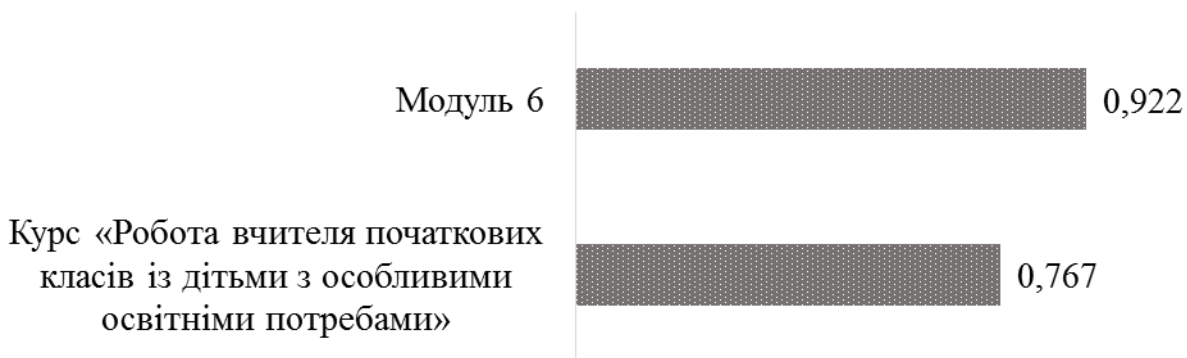 Модуль 6
0,922
Курс «Робота вчителя початкових
класів із дітьми з особливими
освітніми потребами»
0,767